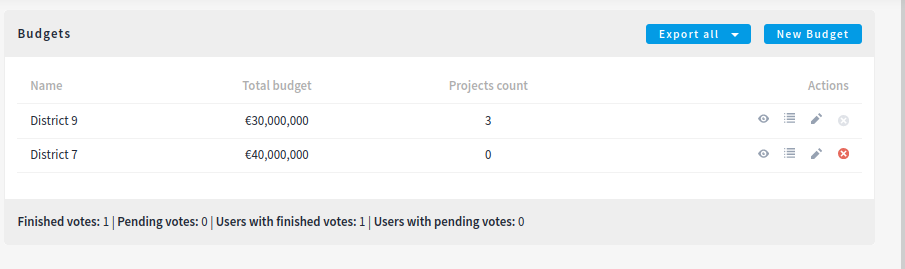 Budgets Export all New Budget
Name Total budget Projects count Actions
District 9 €30,000,000 3
District 7 €40,000,000 0
Finished votes: 1 | Pending votes: 0 | Users with finished votes: 1 | Users with pending votes: 0